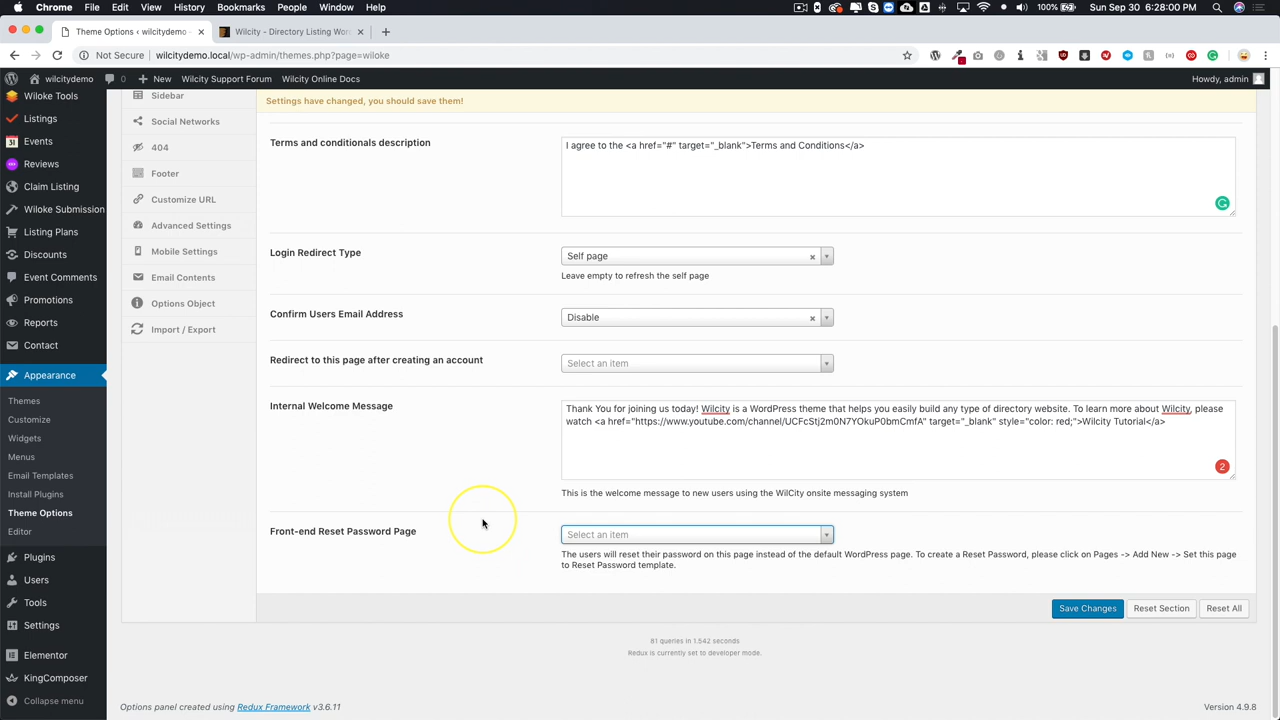 Chrome File Edit View History Bookmarks People Window Help 100% Wed 6:28:00 PM
Theme Options ‹ wilcitydemo –
Wilcity - Directory Listing Wor
Not Secure wilcitydemo.local/wp-admin/themes.php?page=wiloke
wilcitydemo 0 New Wilcity Support Forum Wilcity Online Docs Howdy, admin
Wiloke Tools
Listings
Events
Reviews
Claim Listing
Wiloke Submission
Listing Plans
Discounts
Event Comments
Promotions
Reports
Contact
Appearance
Themes
Customize
Widgets
Menus
Email Templates
Install Plugins
Theme Options
Editor
Plugins
Users
Tools
Settings
Elementor
KingComposer
Collapse menu
Sidebar
Social Networks
404
Footer
Customize URL
Advanced Settings
Mobile Settings
Email Contents
Options Object
Import / Export
Settings have changed, you should save them!
Terms and conditionals description
I agree to the <a href="#" target="_blank">Terms and Conditions</a>
Login Redirect Type
Self page
Leave empty to refresh the self page
Confirm Users Email Address
Disable
Redirect to this page after creating an account
Select an item
Internal Welcome Message
Thank You for joining us today! Wilcity is a WordPress theme that helps you easily build any type of directory website. To learn more about Wilcity, please
watch <a href="https://www.youtube.com/channel/UCFcStj2m0N7YOkuP0bmCmfA" target="_blank" style="color: red;">Wilcity Tutorial</a>
2
This is the welcome message to new users using the WilCity onsite messaging system
Front-end Reset Password Page
Select an item
The users will reset their password on this page instead of the default WordPress page. To create a Reset Password, please click on Pages -> Add New -> Set this page
to Reset Password template.
Save Changes Reset Section Reset All
81 queries in 1.542 seconds
Redux is currently set to developer mode.
Options panel created using Redux Framework v3.6.11
Version 4.9.8